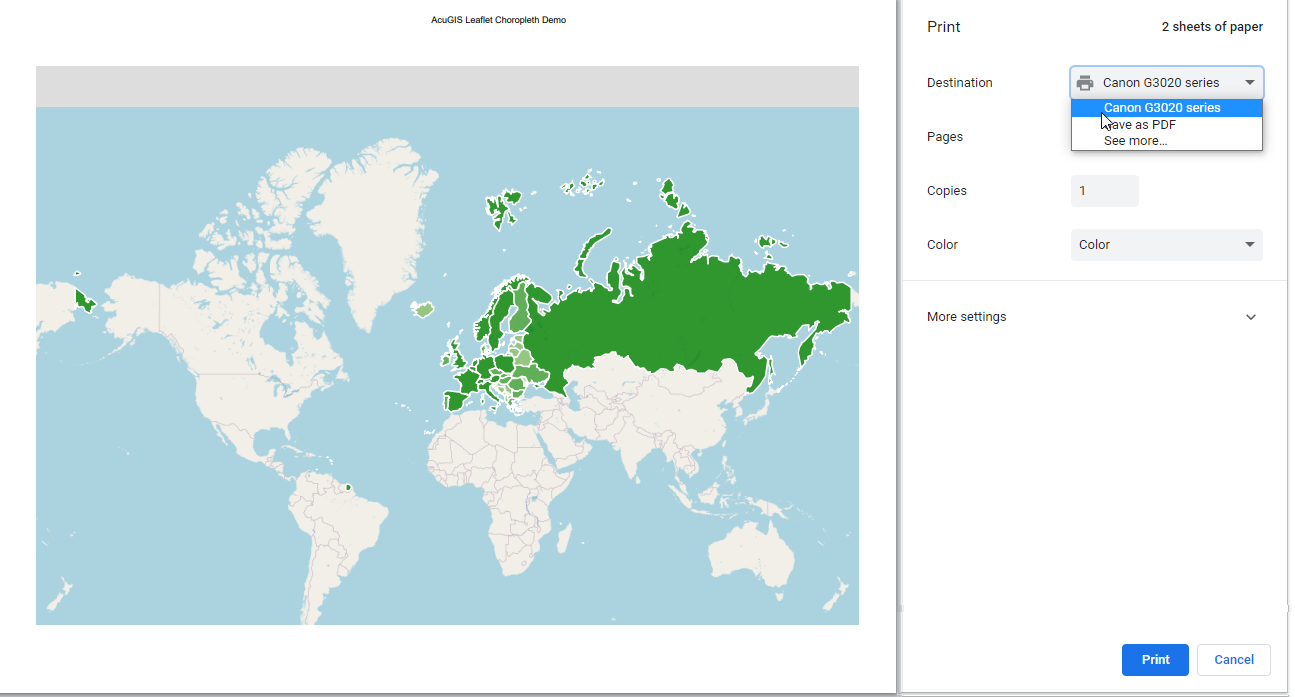 AcuGIS Leaflet Choropleth Demo
Print
2 sheets of paper
Destination
Canon G3020 series
Canon G3020 series
ave as PDF
See more...
Pages
Copies
1
Color
Color
More settings
Print
Cancel